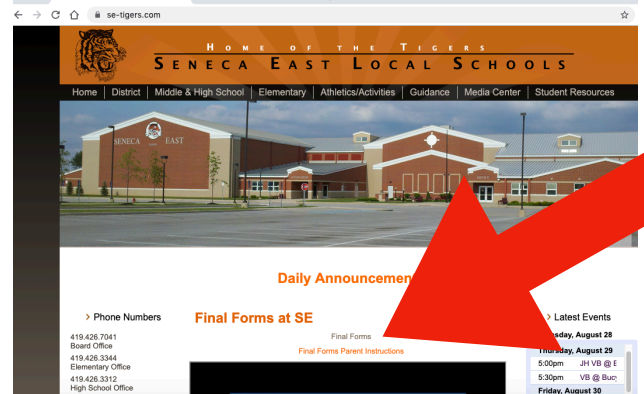 se-tigers.com
Home of the Tigers
Seneca East Local Schools
Home | District | Middle & High School | Elementary | Athletics/Activities | Guidance | Media Center | Student Resources
SENECA EAST
Daily
> Phone Numbers
Final Forms at SE
> Latest Events
419.426.7041
Board Office
419.426.3344
Elementary Office
419.426.3312
High School Office
Final Forms
Final Forms Parent Instructions
August 28
Thursday, August 29
5:00pm JH VB @
5:30pm VB @
Friday, August 30